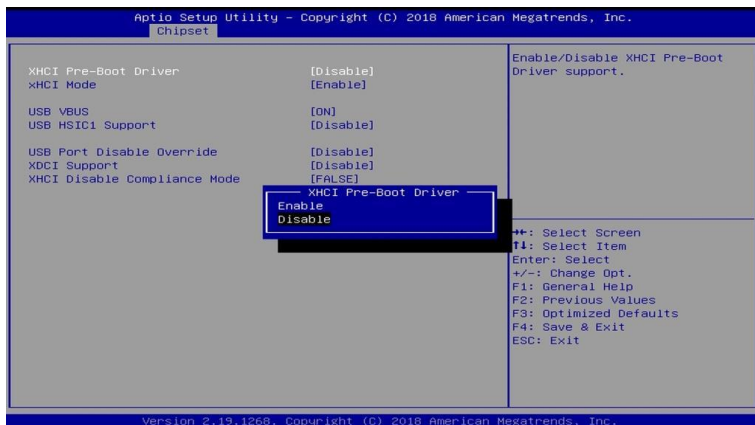 Aptio Setup Utility – Copyright (C) 2018 American Megatrends, Inc.
Chipset
XHCI Pre-Boot Driver [Disable]
xHCI Mode [Enable]
USB VBUS [ON]
USB HSIC1 Support [Disable]
USB Port Disable Override [Disable]
XDCI Support [Disable]
XHCI Disable Compliance Mode [FALSE]
XHCI Pre-Boot Driver
Enable
Disable
Enable/Disable XHCI Pre-Boot
Driver support.
→←: Select Screen
↑↓: Select Item
Enter: Select
+/-: Change Opt.
F1: General Help
F2: Previous Values
F3: Optimized Defaults
F4: Save & Exit
ESC: Exit
Version 2.19.1268. Copyright (C) 2018 American Megatrends, Inc.